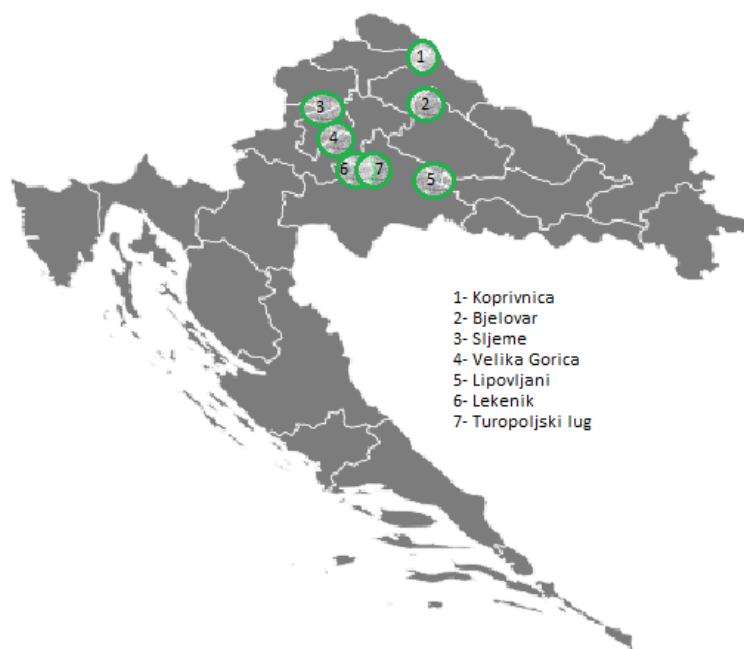 1
2
3
4
6 7
5
1- Koprivnica
2- Bjelovar
3- Sljeme
4- Velika Gorica
5- Lipovljani
6- Lekenik
7- Turopoljski lug